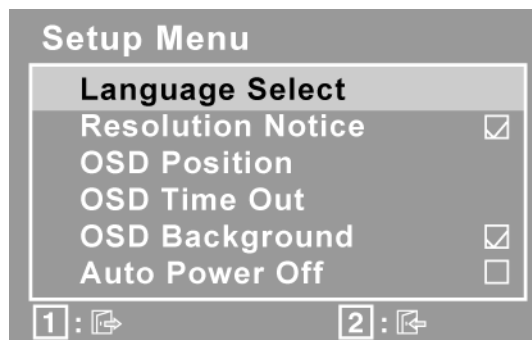 Setup Menu
Language Select
Resolution Notice
OSD Position
OSD Time Out
OSD Background
Auto Power Off
1 : 2 :